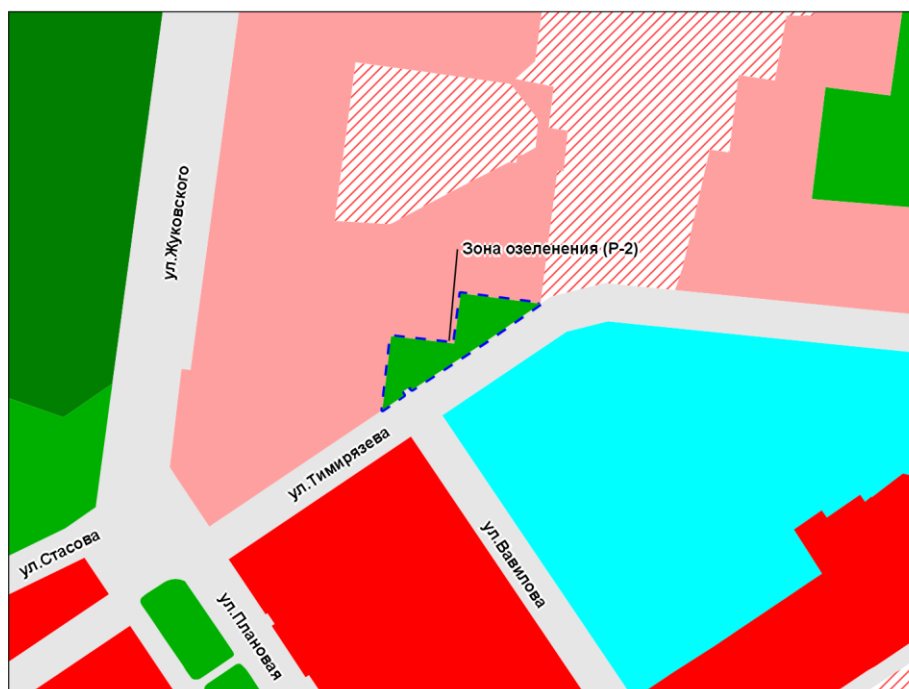 ул.Жуковского
Зона озеленения (Р-2)
ул.Тимирязева
ул.Стасова
ул.Вавилова
ул.Плановая